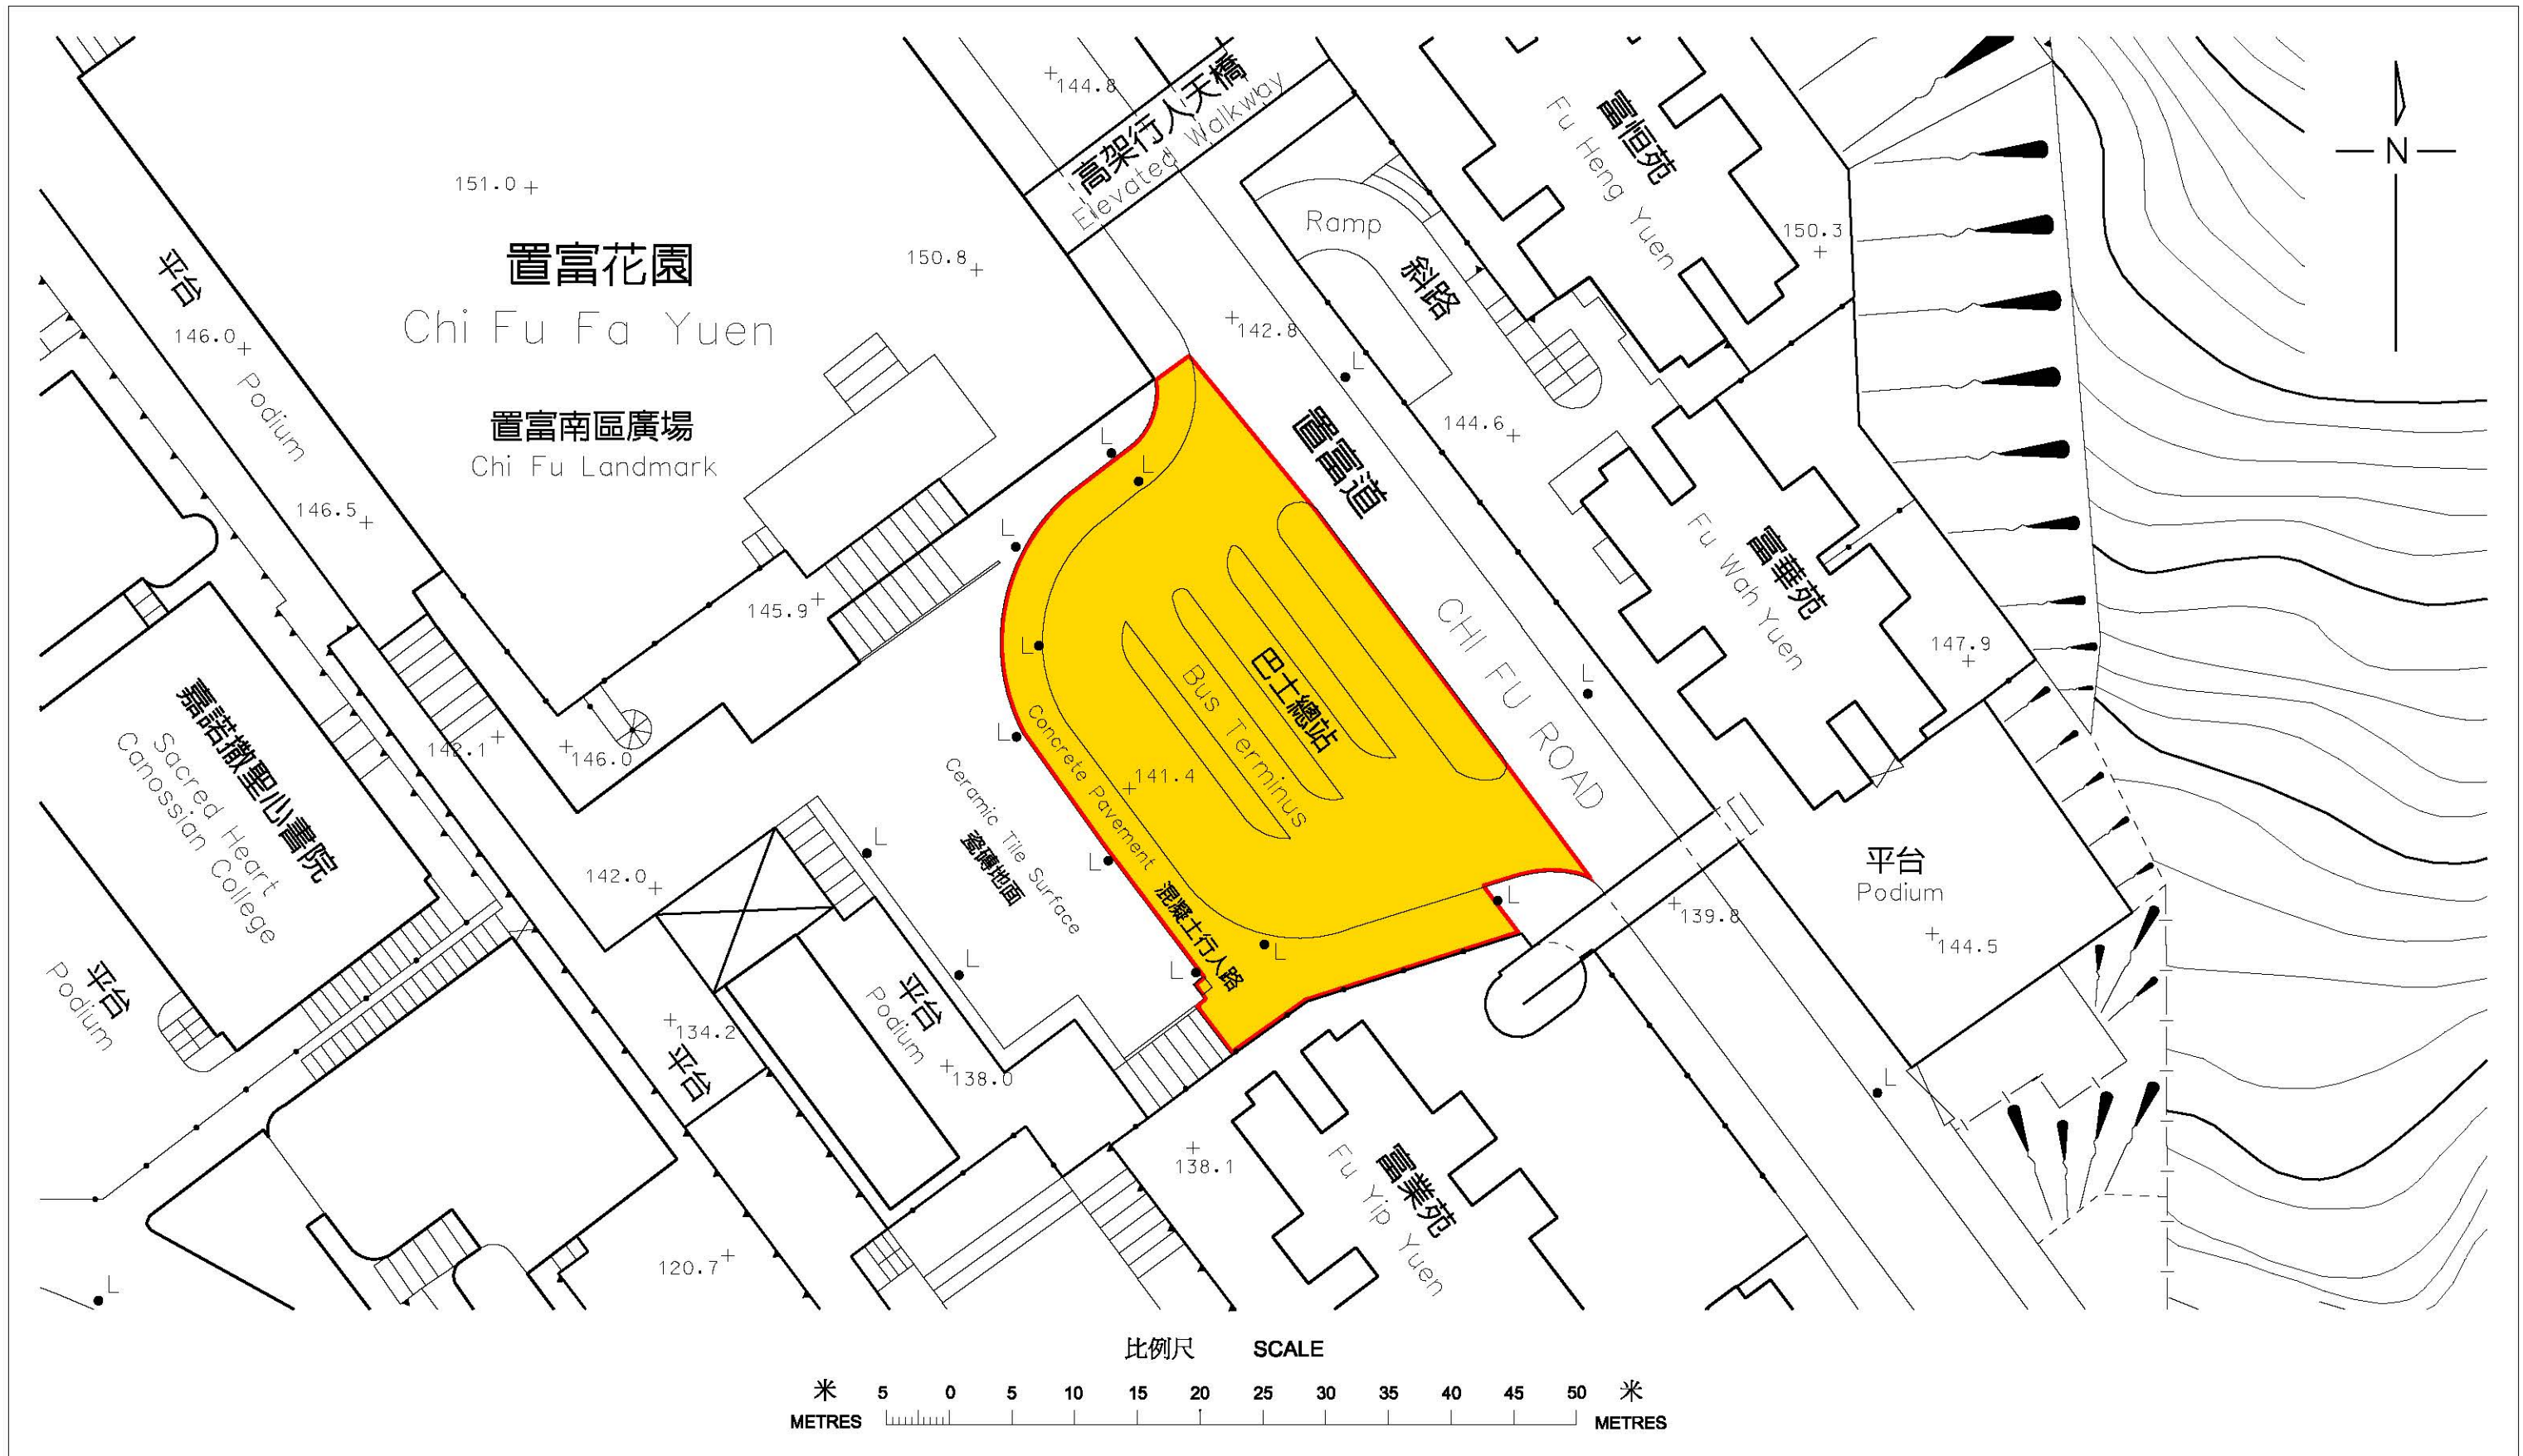 144.8
高架行人天橋
Elevated Walkway
富恒苑
Fu Heng Yuen
N
151.0
Ramp
斜路
150.3
平台
Podium
146.0
置富花園
Chi Fu Fa Yuen
150.8
142.8
L
置富南區廣場
Chi Fu Landmark
置富道
CHI FU ROAD
144.6
L
L
146.5
L
富華苑
Fu Wah Yuen
145.9
L
巴士總站
Bus Terminus
147.9
嘉諾撒聖心書院
Sacred Heart
Canossian College
142.1
146.0
L
L
Concrete Pavement
混凝土行人路
141.4
Ceramic Tile Surface
瓷磚地面
L
L
142.0
平台
Podium
144.5
139.8
L
L
L
L
平台
Podium
134.2
平台
平台
Podium
138.0
L
138.1
富業苑
Fu Yip Yuen
120.7
L
比例尺 SCALE
米 5 0 5 10 15 20 25 30 35 40 45 50 米
METRES METRES